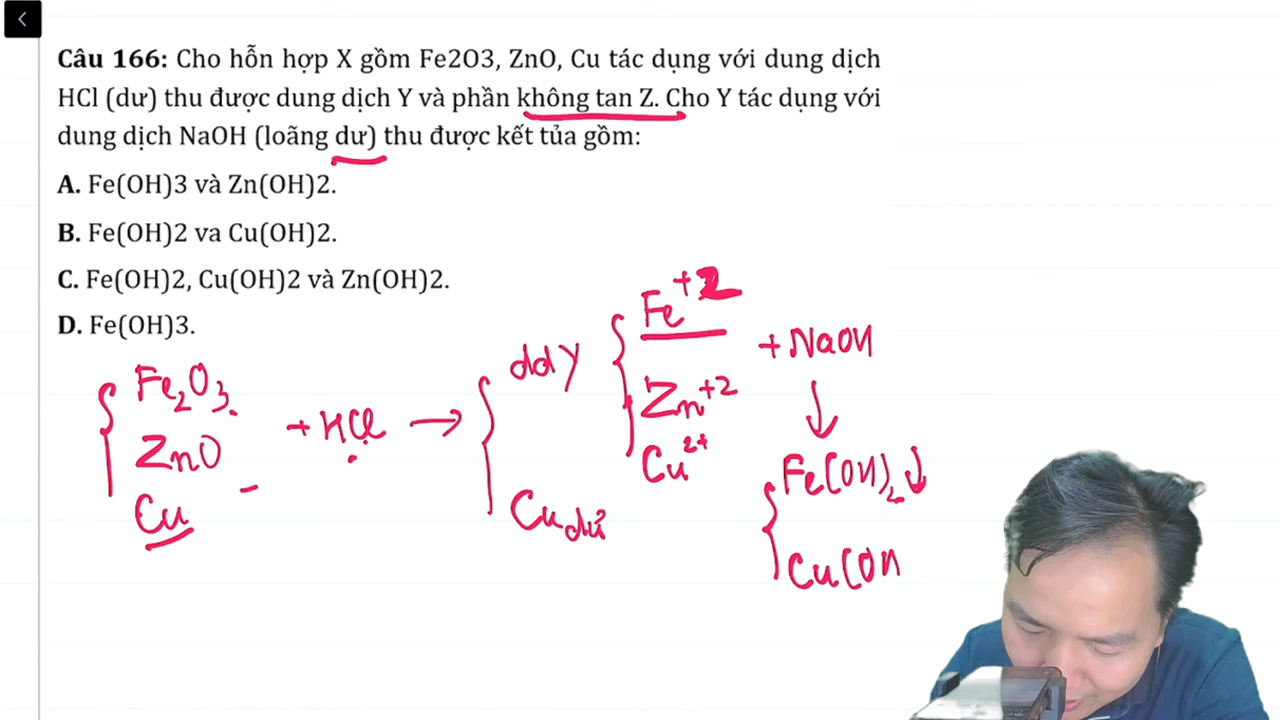 Câu 166: Cho hỗn hợp X gồm Fe2O3, ZnO, Cu tác dụng với dung dịch
HCl (dư) thu được dung dịch Y và phần không tan Z. Cho Y tác dụng với
dung dịch NaOH (loãng dư) thu được kết tủa gồm:
A. Fe(OH)3 và Zn(OH)2.
B. Fe(OH)2 va Cu(OH)2.
C. Fe(OH)2, Cu(OH)2 và Zn(OH)2.
D. Fe(OH)3.
Fe₂O₃
ZnO
Cu
+ HCl →
ddY
Cu dư
Fe⁺²
Zn⁺²
Cu²⁺
+ NaOH
↓
Fe(OH)₂↓
Cu(OH